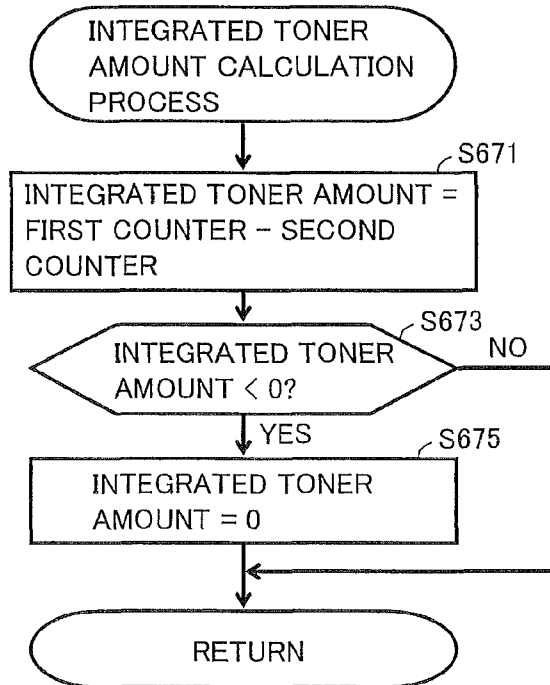 INTEGRATED TONER
AMOUNT CALCULATION
PROCESS
S671
INTEGRATED TONER AMOUNT =
FIRST COUNTER – SECOND
COUNTER
S673
INTEGRATED TONER
AMOUNT < 0?
NO
YES
S675
INTEGRATED TONER
AMOUNT = 0
RETURN